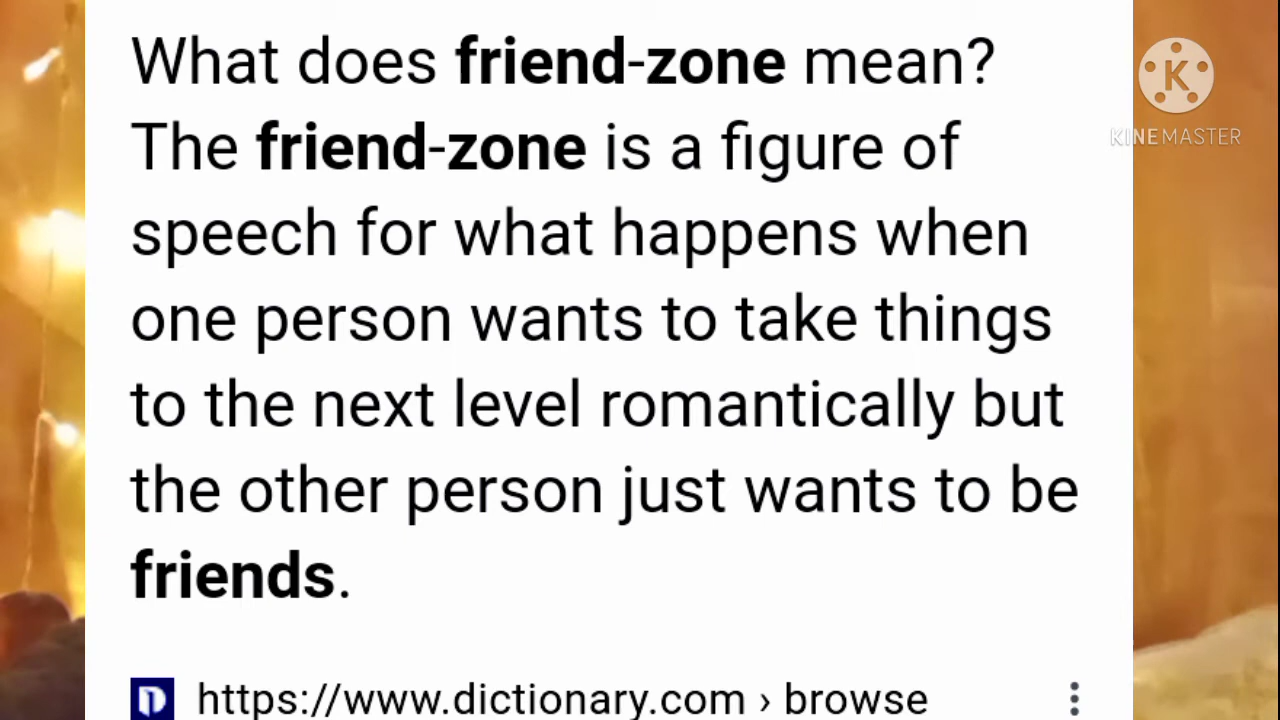 What does friend-zone mean?
The friend-zone is a figure of
speech for what happens when
one person wants to take things
to the next level romantically but
the other person just wants to be
friends.
https://www.dictionary.com › browse
K
KINEMASTER